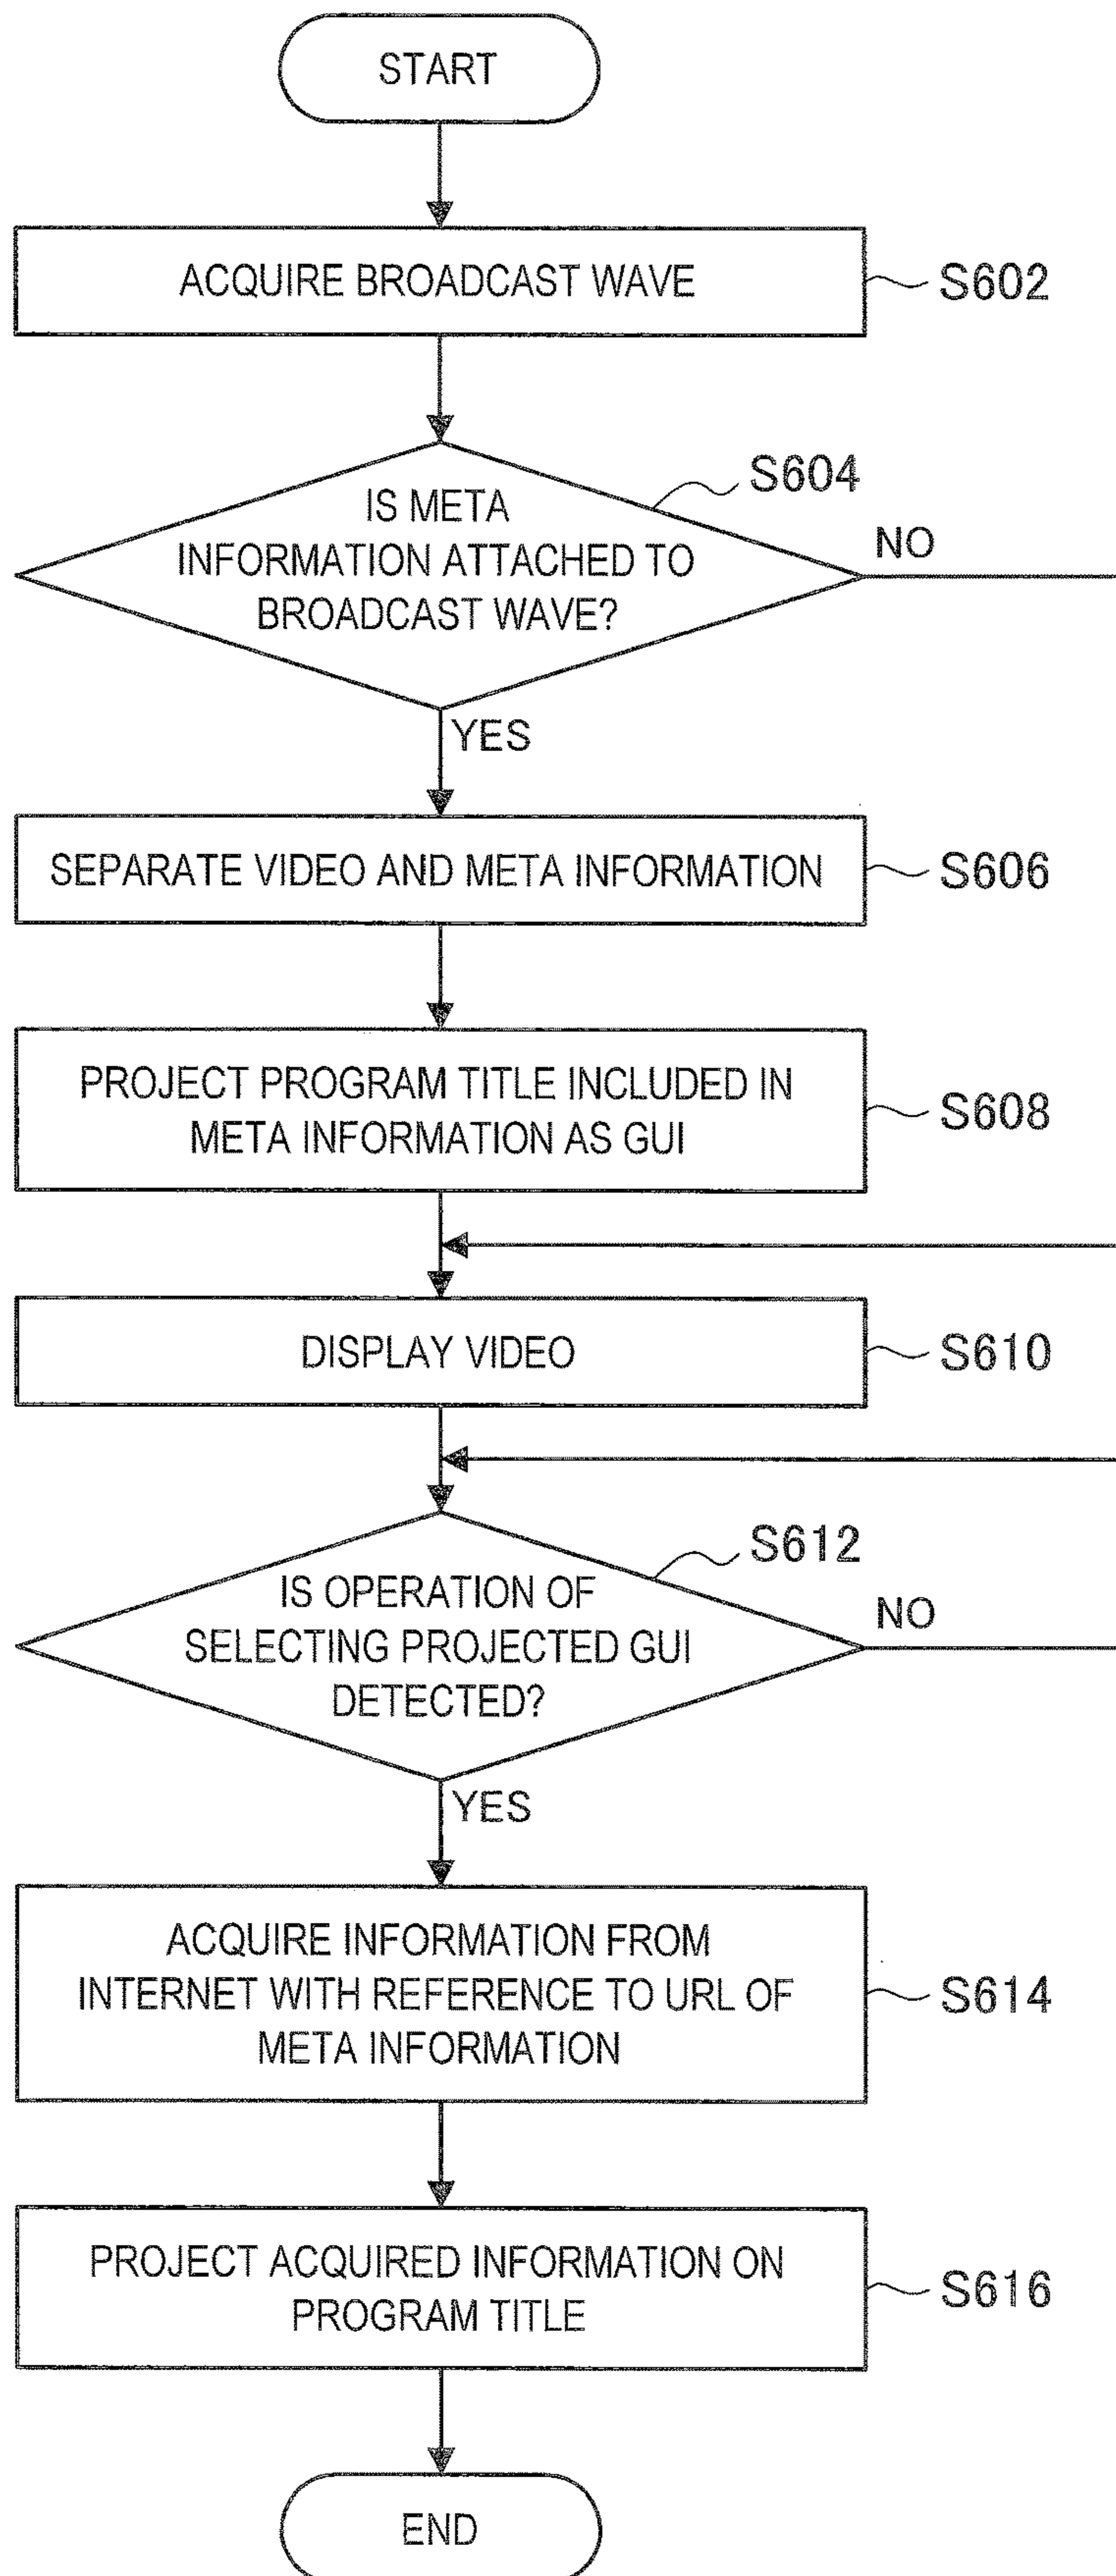 START
ACQUIRE BROADCAST WAVE
S602
S604
IS META
INFORMATION ATTACHED TO
BROADCAST WAVE?
NO
YES
SEPARATE VIDEO AND META INFORMATION
S606
PROJECT PROGRAM TITLE INCLUDED IN
META INFORMATION AS GUI
S608
DISPLAY VIDEO
S610
S612
IS OPERATION OF
SELECTING PROJECTED GUI
DETECTED?
NO
YES
ACQUIRE INFORMATION FROM
INTERNET WITH REFERENCE TO URL OF
META INFORMATION
S614
PROJECT ACQUIRED INFORMATION ON
PROGRAM TITLE
S616
END